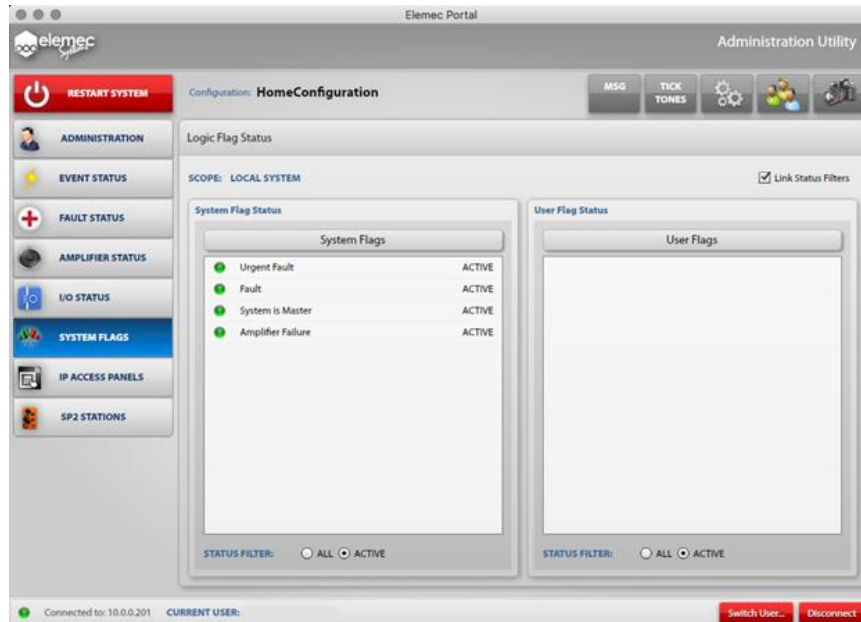 Elemec Portal
elemec
Systems
Administration Utility
RESTART SYSTEM
Configuration: HomeConfiguration
MSG
TICK
TONES
ADMINISTRATION
EVENT STATUS
FAULT STATUS
AMPLIFIER STATUS
I/O STATUS
SYSTEM FLAGS
IP ACCESS PANELS
SP2 STATIONS
Logic Flag Status
SCOPE: LOCAL SYSTEM
Link Status Filters
System Flag Status
System Flags
Urgent Fault ACTIVE
Fault ACTIVE
System is Master ACTIVE
Amplifier Failure ACTIVE
STATUS FILTER: ALL ACTIVE
User Flag Status
User Flags
STATUS FILTER: ALL ACTIVE
Connected to: 10.0.0.201 CURRENT USER:
Switch User... Disconnect